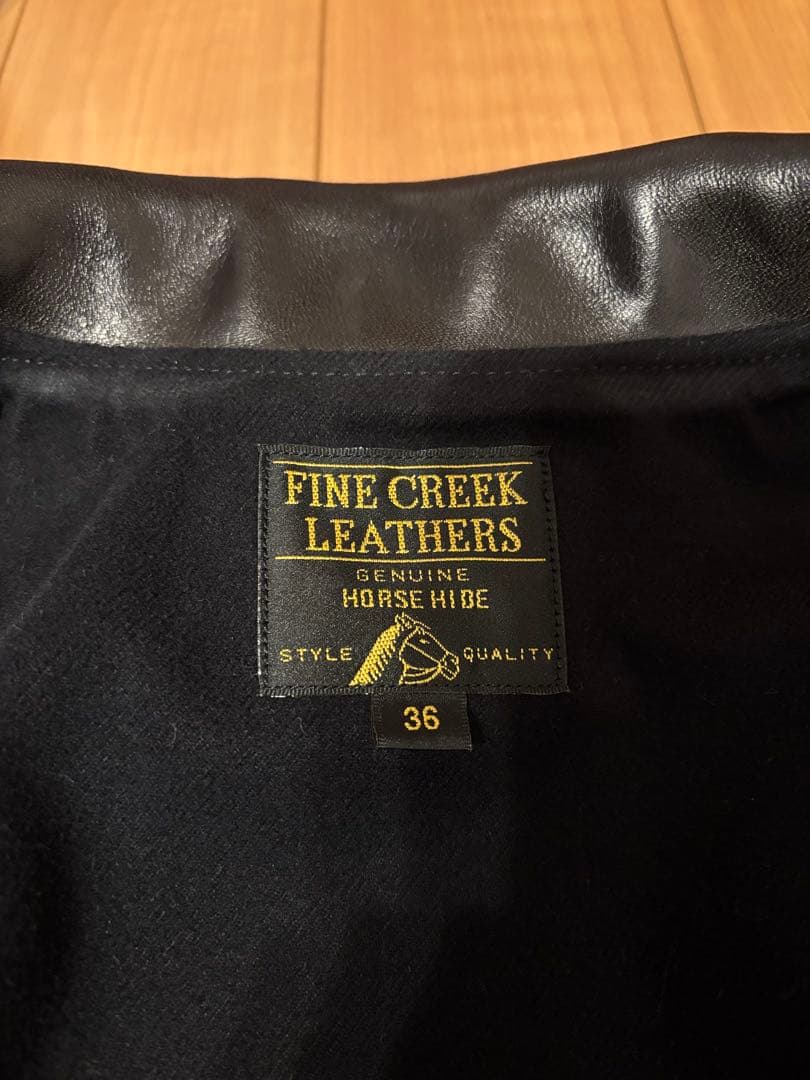 FINE CREEK
LEATHERS
GENUINE
HORSE HIDE
STYLE QUALITY
36